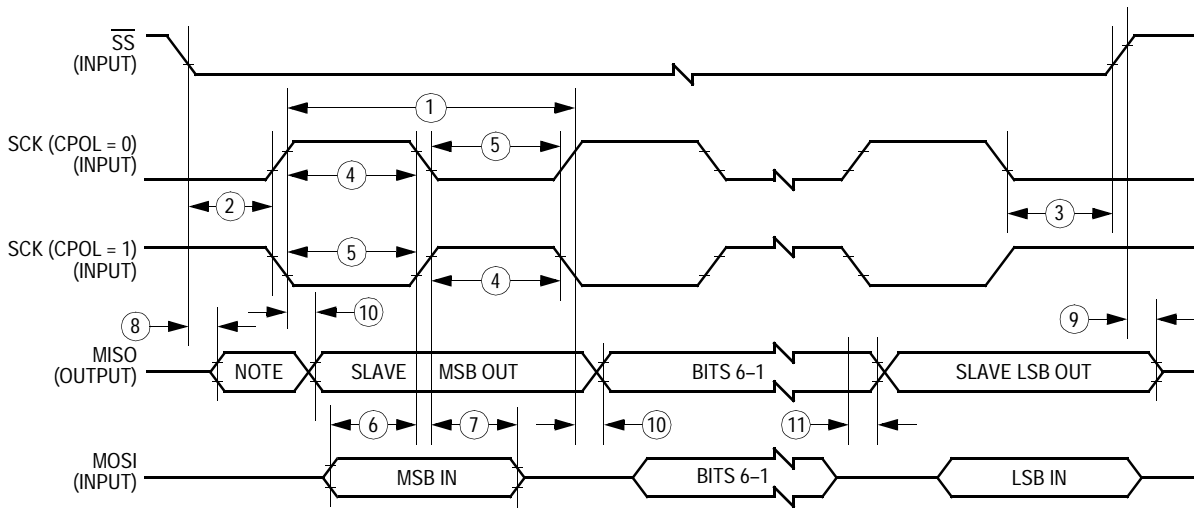 SS
(INPUT)
1
SCK (CPOL = 0)
(INPUT)
5
4
2
3
SCK (CPOL = 1)
(INPUT)
5
4
8
10
9
MISO
(OUTPUT)
NOTE
SLAVE MSB OUT
BITS 6–1
SLAVE LSB OUT
6
7
10
11
MOSI
(INPUT)
MSB IN
BITS 6–1
LSB IN